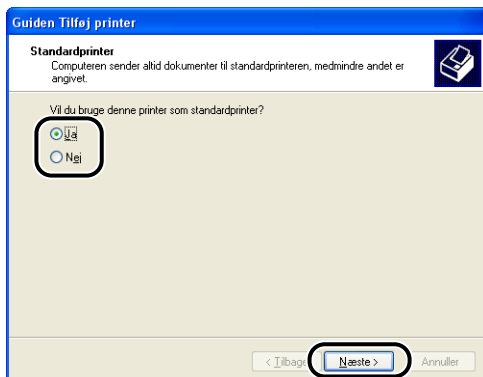 Guiden Tilføj printer
Standardprinter
Computeren sender altid dokumenter til standardprinteren, medmindre andet er
angivet.
Vil du bruge denne printer som standardprinter?
Ja
Nej
< Tilbage
Næste >
Annuller